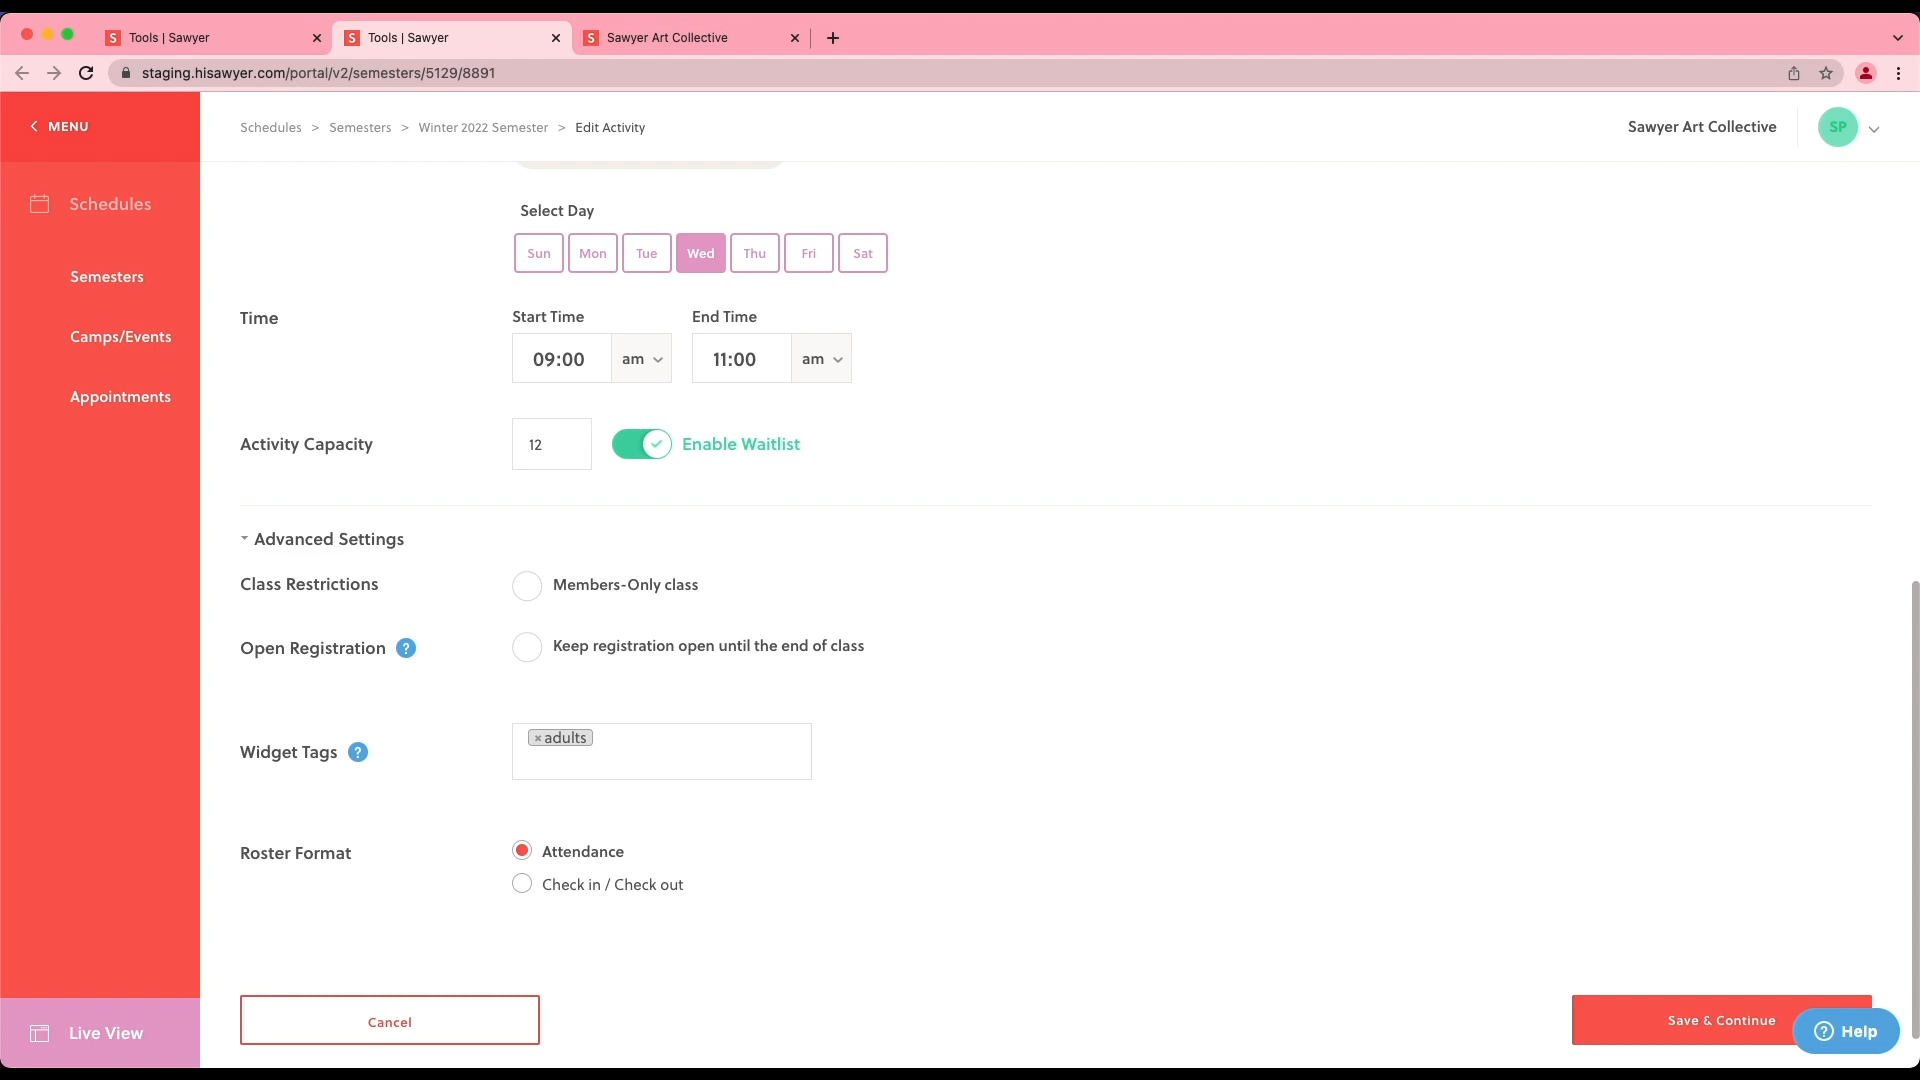 Tools | Sawyer
Tools | Sawyer
Sawyer Art Collective
staging.hisawyer.com/portal/v2/semesters/5129/8891
MENU
Schedules > Semesters > Winter 2022 Semester > Edit Activity
Sawyer Art Collective
SP
Schedules
Semesters
Camps/Events
Appointments
Live View
Select Day
Sun Mon Tue Wed Thu Fri Sat
Time
Start Time End Time
09:00 am 11:00 am
Activity Capacity 12 Enable Waitlist
Advanced Settings
Class Restrictions Members-Only class
Open Registration ? Keep registration open until the end of class
Widget Tags ? ×adults
Roster Format Attendance
Check in / Check out
Cancel Save & Continue
? Help